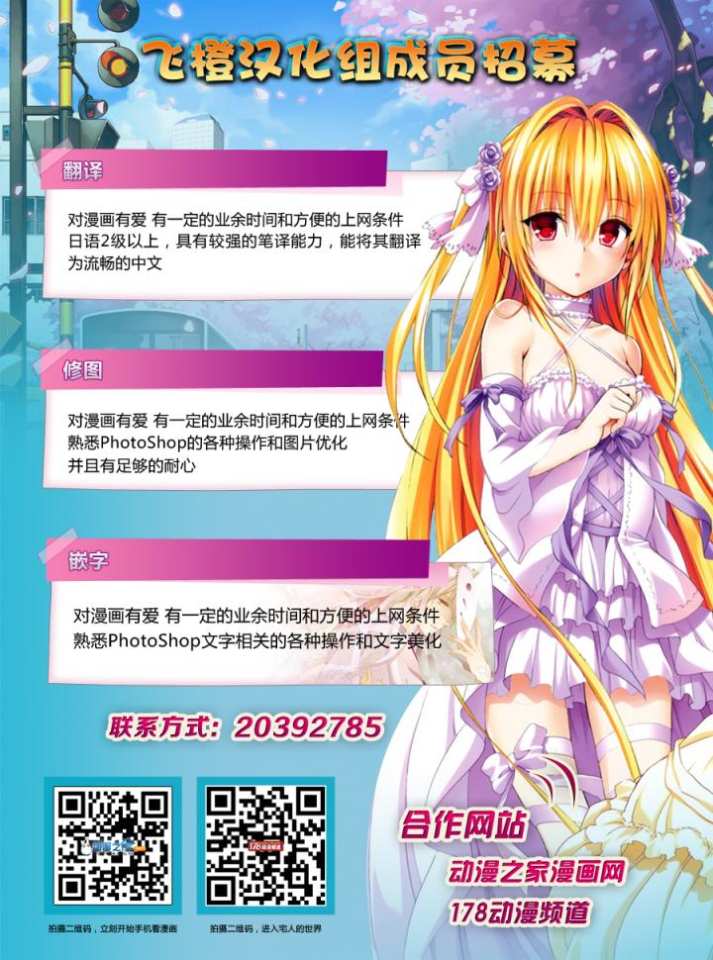 飞橙汉化组成员招募
翻译
对漫画有爱 有一定的业余时间和方便的上网条件
日语2级以上，具有较强的笔译能力，能将其翻译
为流畅的中文
修图
对漫画有爱 有一定的业余时间和方便的上网条件
熟悉PhotoShop的各种操作和图片优化
并且有足够的耐心
嵌字
对漫画有爱 有一定的业余时间和方便的上网条件
熟悉PhotoShop文字相关的各种操作和文字美化
联系方式：20392785
合作网站
动漫之家漫画网
178动漫频道
拍摄二维码，立刻开始手机看漫画
拍摄二维码，进入宅人的世界